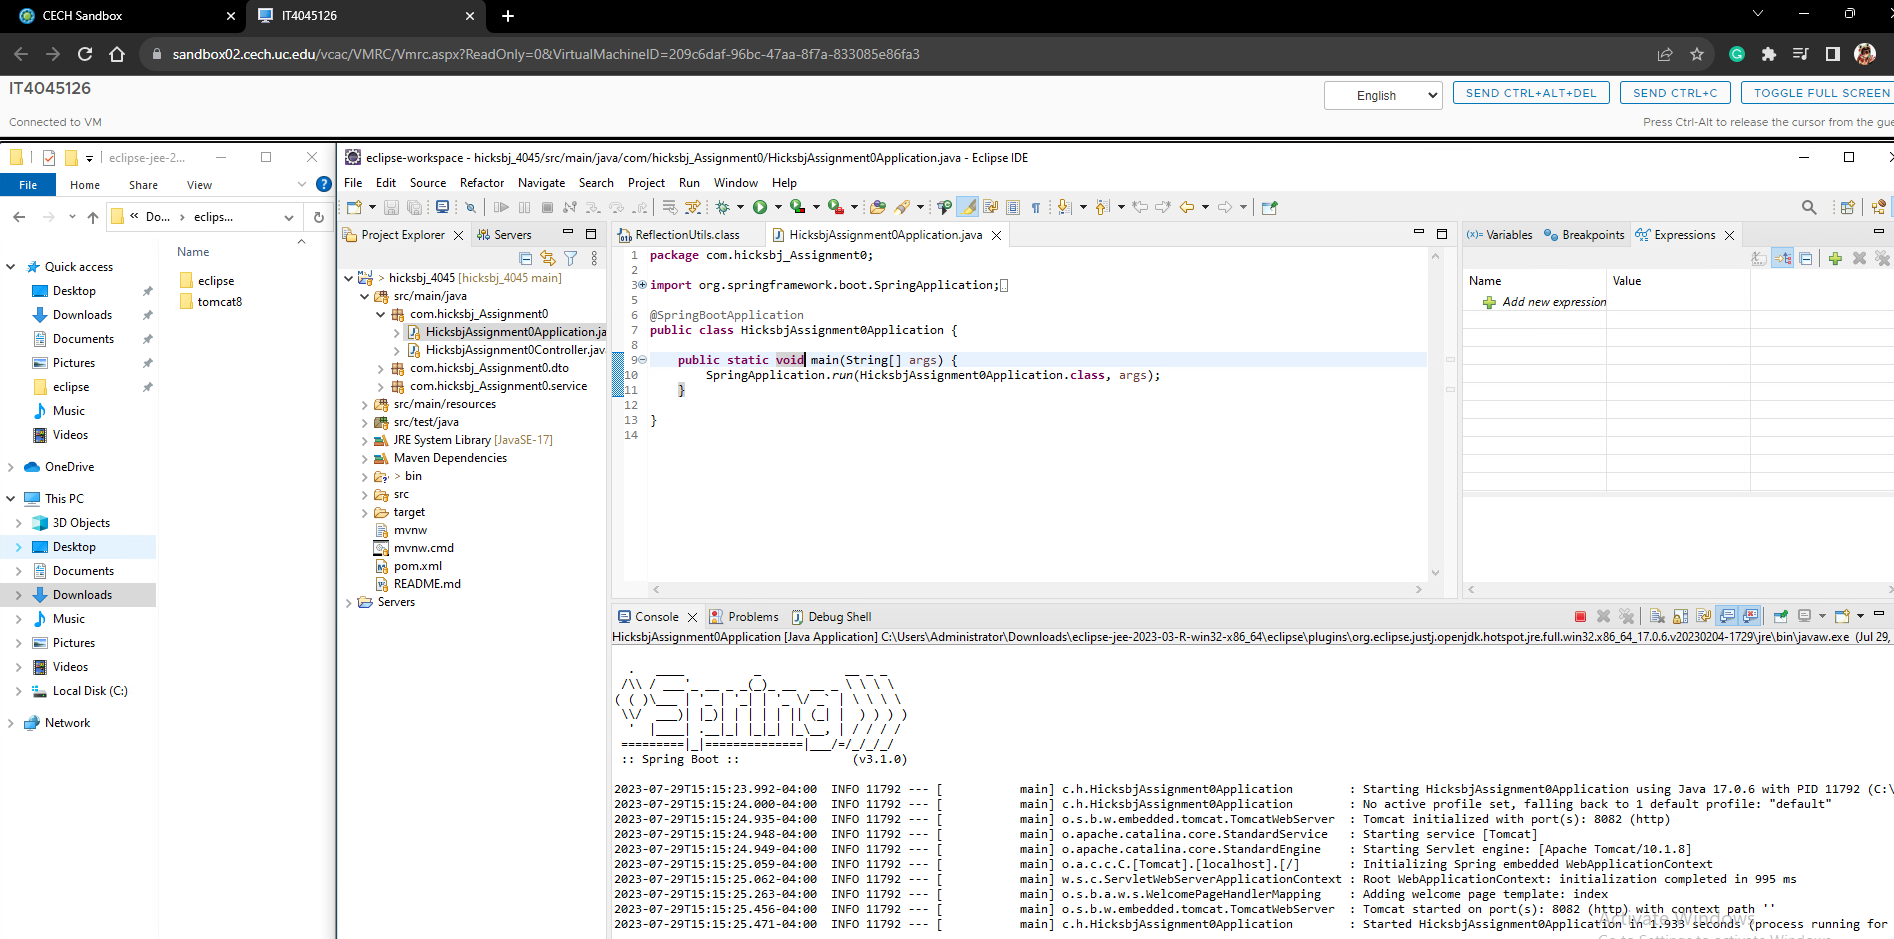 CECH Sandbox
IT4045126
sandbox02.cech.uc.edu/vcac/VMRC/Vmrc.aspx?ReadOnly=0&VirtualMachineID=209c6daf-96bc-47aa-8f7a-833085e86fa3
IT4045126
English
SEND CTRL+ALT+DEL
SEND CTRL+C
TOGGLE FULL SCREEN
Connected to VM
Press Ctrl-Alt to release the cursor from the gue
eclipse-jee-2...
File Home Share View
« Do... > eclips...
Name
Quick access
Desktop
Downloads
Documents
Pictures
eclipse
Music
Videos
OneDrive
This PC
3D Objects
Desktop
Documents
Downloads
Music
Pictures
Videos
Local Disk (C:)
Network
eclipse
tomcat8
eclipse-workspace - hicksbj_4045/src/main/java/com/hicksbj_Assignment0/HicksbjAssignment0Application.java - Eclipse IDE
File Edit Source Refactor Navigate Search Project Run Window Help
Project Explorer
Servers
> hicksbj_4045 [hicksbj_4045 main]
src/main/java
com.hicksbj_Assignment0
HicksbjAssignment0Application.ja
HicksbjAssignment0Controller.jav
com.hicksbj_Assignment0.dto
com.hicksbj_Assignment0.service
src/main/resources
src/test/java
JRE System Library [JavaSE-17]
Maven Dependencies
> bin
src
target
mvnw
mvnw.cmd
pom.xml
README.md
Servers
ReflectionUtils.class
HicksbjAssignment0Application.java
1 package com.hicksbj_Assignment0;
2
3 import org.springframework.boot.SpringApplication;
5
6 @SpringBootApplication
7 public class HicksbjAssignment0Application {
8
9 public static void main(String[] args) {
10 SpringApplication.run(HicksbjAssignment0Application.class, args);
11 }
12
13 }
14
(x)= Variables
Breakpoints
Expressions
Name Value
Add new expression
Console
Problems
Debug Shell
HicksbjAssignment0Application [Java Application] C:\Users\Administrator\Downloads\eclipse-jee-2023-03-R-win32-x86_64\eclipse\plugins\org.eclipse.justj.openjdk.hotspot.jre.full.win32.x86_64_17.0.6.v20230204-1729\jre\bin\javaw.exe (Jul 29,
Spring
:: Spring Boot :: (v3.1.0)
2023-07-29T15:15:23.992-04:00 INFO 11792 --- [ main] c.h.HicksbjAssignment0Application : Starting HicksbjAssignment0Application using Java 17.0.6 with PID 11792 (C:\
2023-07-29T15:15:24.000-04:00 INFO 11792 --- [ main] c.h.HicksbjAssignment0Application : No active profile set, falling back to 1 default profile: "default"
2023-07-29T15:15:24.935-04:00 INFO 11792 --- [ main] o.s.b.w.embedded.tomcat.TomcatWebServer : Tomcat initialized with port(s): 8082 (http)
2023-07-29T15:15:24.948-04:00 INFO 11792 --- [ main] o.apache.catalina.core.StandardService : Starting service [Tomcat]
2023-07-29T15:15:24.949-04:00 INFO 11792 --- [ main] o.apache.catalina.core.StandardEngine : Starting Servlet engine: [Apache Tomcat/10.1.8]
2023-07-29T15:15:25.059-04:00 INFO 11792 --- [ main] o.a.c.c.C.[Tomcat].[localhost].[/] : Initializing Spring embedded WebApplicationContext
2023-07-29T15:15:25.062-04:00 INFO 11792 --- [ main] w.s.c.ServletWebServerApplicationContext : Root WebApplicationContext: initialization completed in 995 ms
2023-07-29T15:15:25.263-04:00 INFO 11792 --- [ main] o.s.b.a.w.s.WelcomePageHandlerMapping : Adding welcome page template: index
2023-07-29T15:15:25.456-04:00 INFO 11792 --- [ main] o.s.b.w.embedded.tomcat.TomcatWebServer : Tomcat started on port(s): 8082 (http) with context path ''
2023-07-29T15:15:25.471-04:00 INFO 11792 --- [ main] c.h.HicksbjAssignment0Application : Started HicksbjAssignment0Application in 1.933 seconds (process running for
Activate Windows